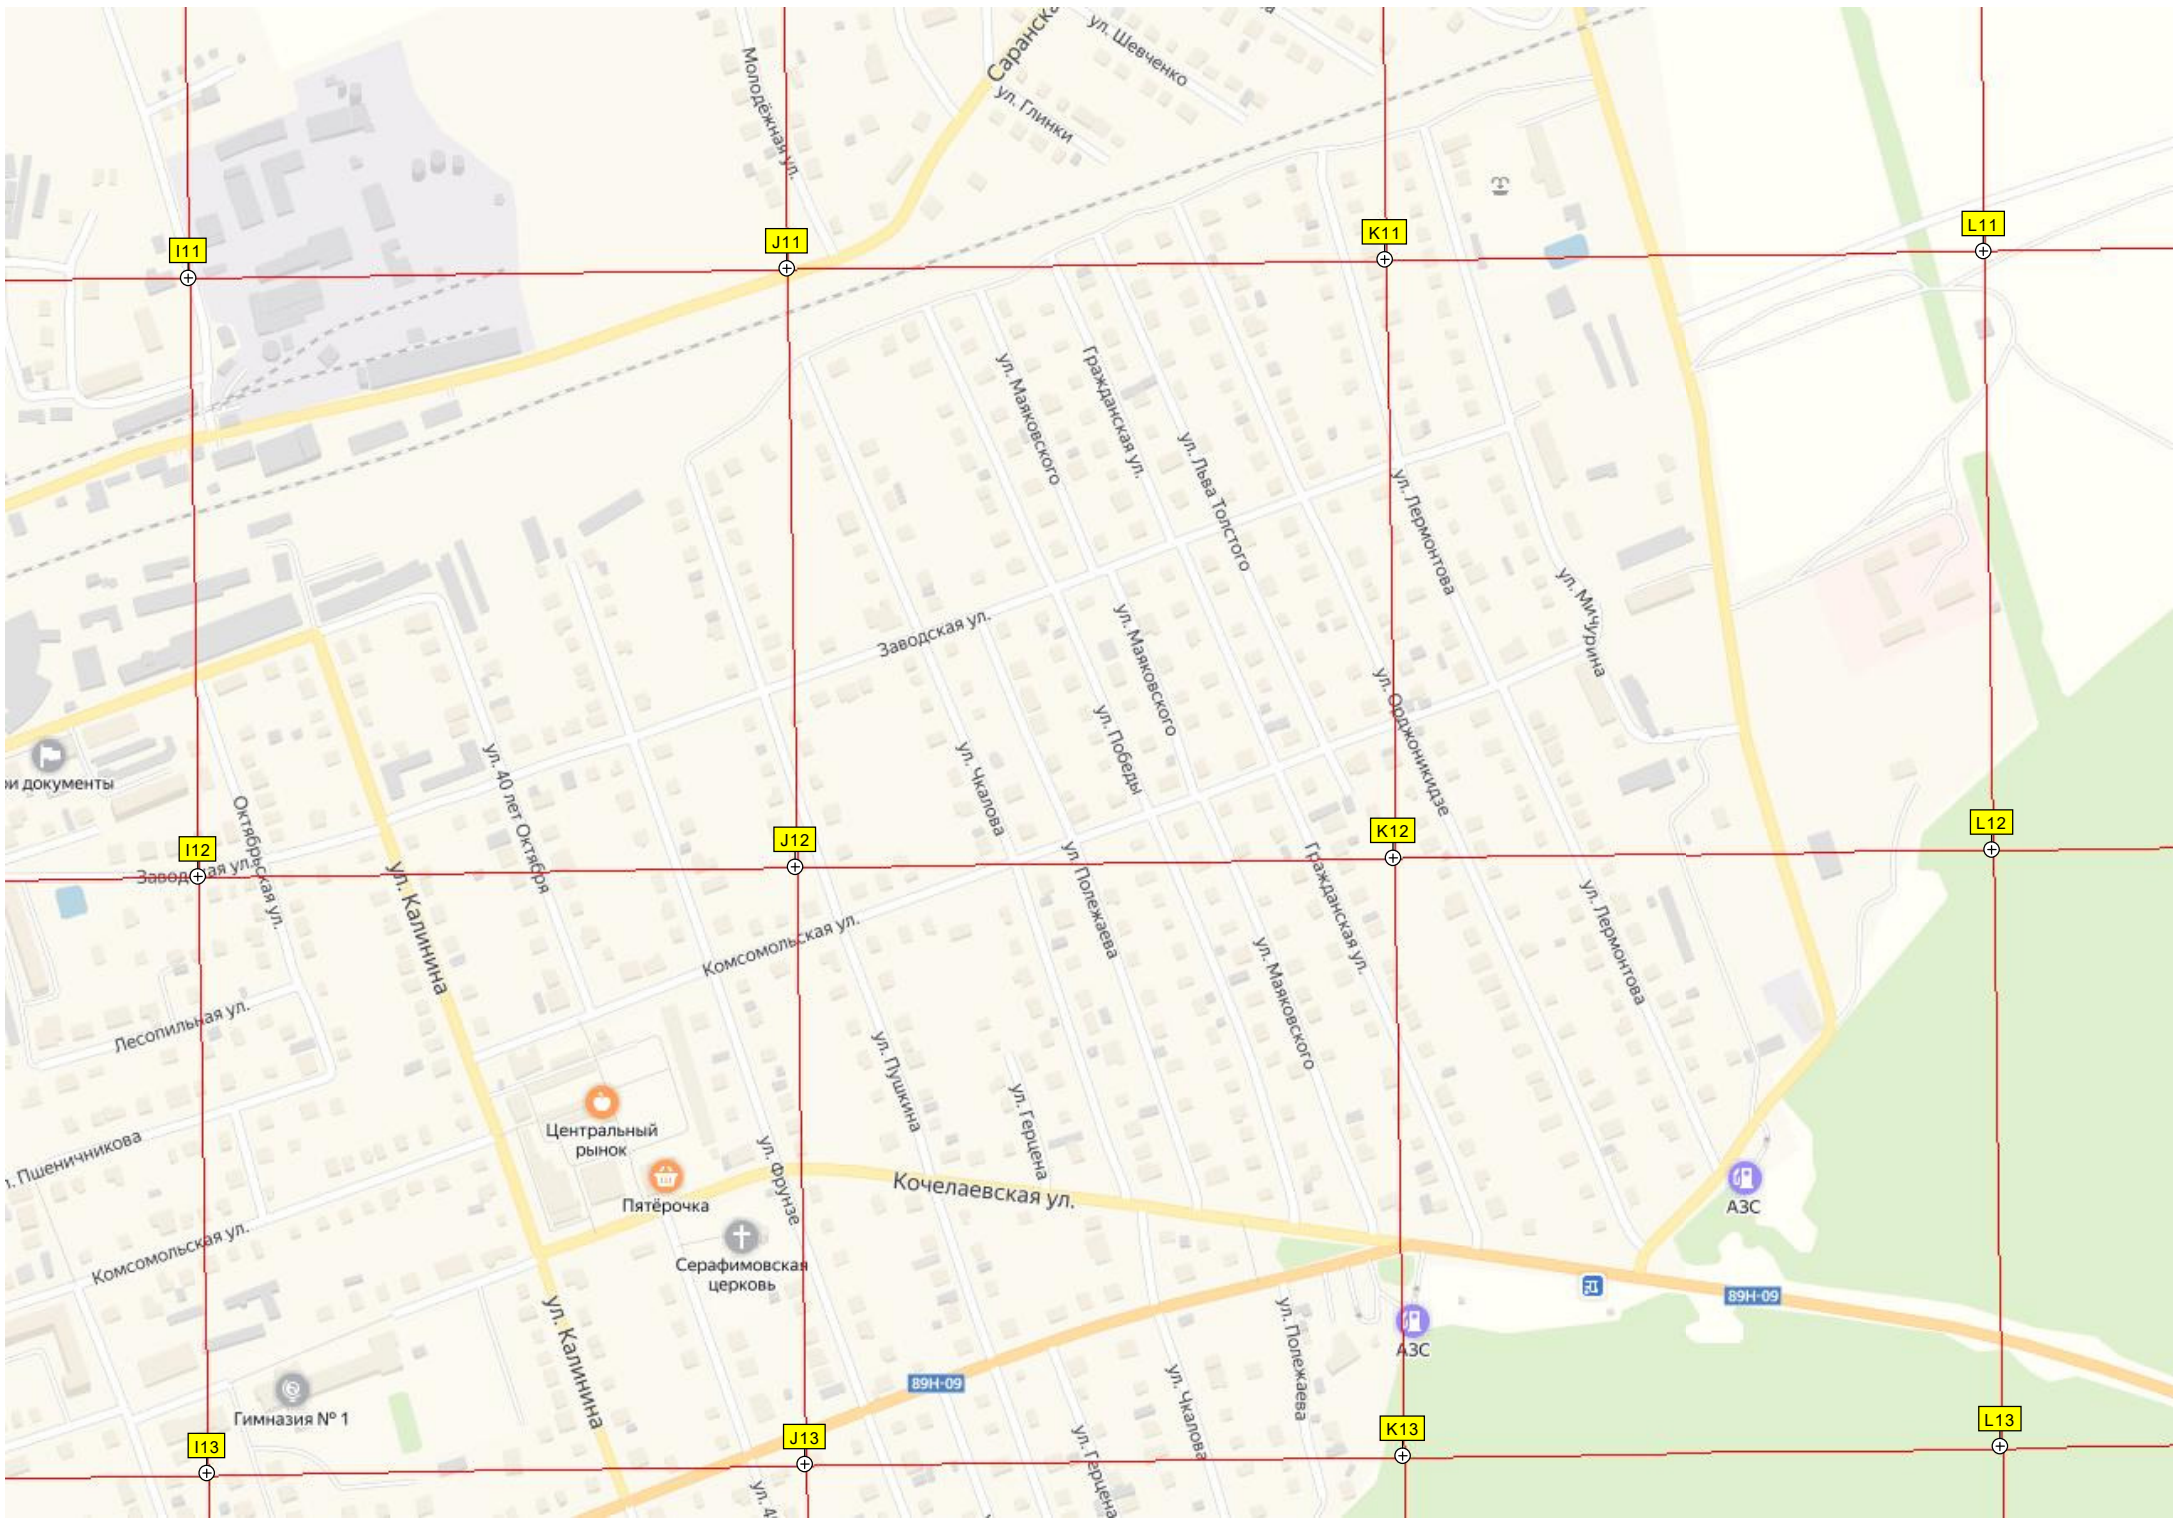 Саранска
ул. Шевченко
ул. Глинки
Молодёжная ул.
I11
J11
K11
L11
ул. Маяковского
Гражданская ул.
ул. Льва Толстого
ул. Лермонтова
ул. Мичурина
Заводская ул.
ул. Маяковского
ул. Орджоникидзе
ул. Победы
ул. Чкалова
ул. 40 лет Октября
и документы
Октябрьская ул.
I12
J12
K12
L12
Заводская ул.
ул. Калинина
ул. Полежаева
Гражданская ул.
ул. Лермонтова
Комсомольская ул.
ул. Маяковского
Лесопильная ул.
ул. Пушкина
ул. Герцена
Центральный
рынок
. Пшеничникова
ул. Фрунзе
Пятёрочка
Кочелаевская ул.
АЗС
Комсомольская ул.
Серафимовская
церковь
89Н-09
ул. Калинина
ул. Полежаева
АЗС
89Н-09
ул. Чкалова
Гимназия № 1
ул. Герцена
I13
J13
K13
L13
ул. 4